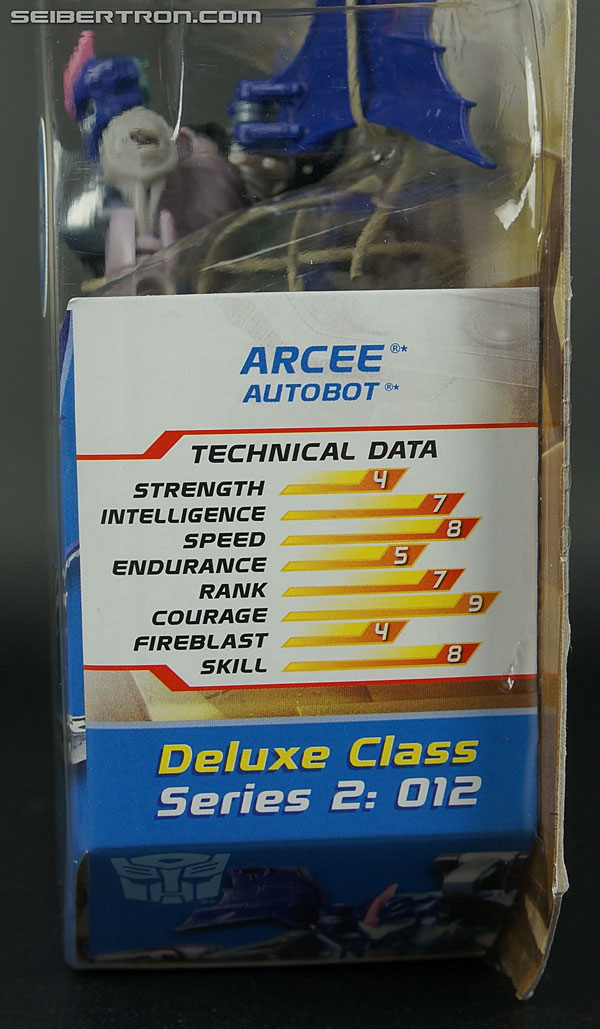 SEIBERTRON.COM
ARCEE®*
AUTOBOT®*
TECHNICAL DATA
STRENGTH 4
INTELLIGENCE 7
SPEED 8
ENDURANCE 5
RANK 7
COURAGE 9
FIREBLAST 4
SKILL 8
Deluxe Class
Series 2: 012